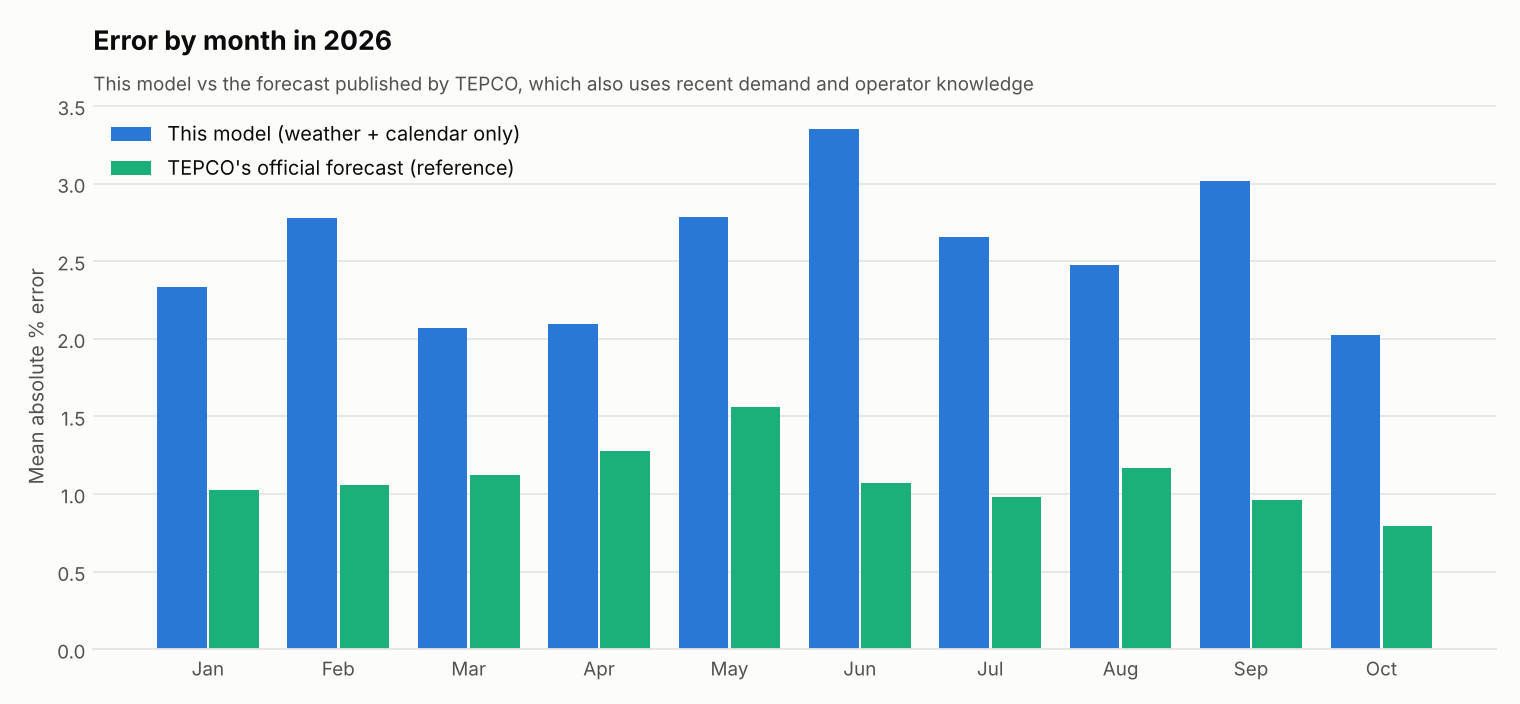 Error by month in 2026
This model vs the forecast published by TEPCO, which also uses recent demand and operator knowledge
This model (weather + calendar only)
TEPCO's official forecast (reference)
Mean absolute % error
3.5
3.0
2.5
2.0
1.5
1.0
0.5
0.0
Jan Feb Mar Apr May Jun Jul Aug Sep Oct